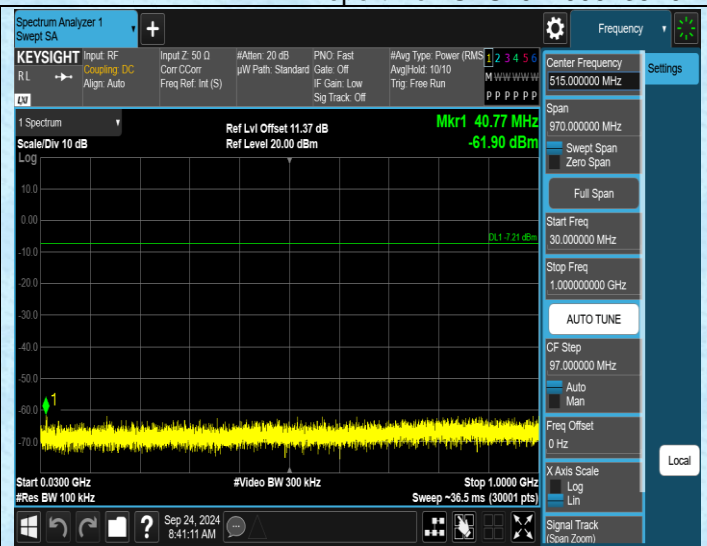 Spectrum Analyzer 1
Swept SA
+
Frequency
KEYSIGHT
RL
LXI
Input: RF
Coupling: DC
Align: Auto
Input Z: 50 Ω
Corr CCorr
Freq Ref: Int (S)
#Atten: 20 dB
µW Path: Standard
PNO: Fast
Gate: Off
IF Gain: Low
Sig Track: Off
#Avg Type: Power (RMS
Avg|Hold: 10/10
Trig: Free Run
1 2 3 4 5 6
M W W W W W
P P P P P P
1 Spectrum
Scale/Div 10 dB
Log
Ref Lvl Offset 11.37 dB
Ref Level 20.00 dBm
Mkr1 40.77 MHz
-61.90 dBm
10.0
0.00
DL1 -7.21 dBm
-10.0
-20.0
-30.0
-40.0
-50.0
-60.0
1
-70.0
Start 0.0300 GHz
#Res BW 100 kHz
#Video BW 300 kHz
Stop 1.0000 GHz
Sweep ~36.5 ms (30001 pts)
?
Sep 24, 2024
8:41:11 AM
Center Frequency
515.000000 MHz
Span
970.000000 MHz
Swept Span
Zero Span
Full Span
Start Freq
30.000000 MHz
Stop Freq
1.000000000 GHz
AUTO TUNE
CF Step
97.000000 MHz
Auto
Man
Freq Offset
0 Hz
X Axis Scale
Log
Lin
Signal Track
(Span Zoom)
Settings
Local